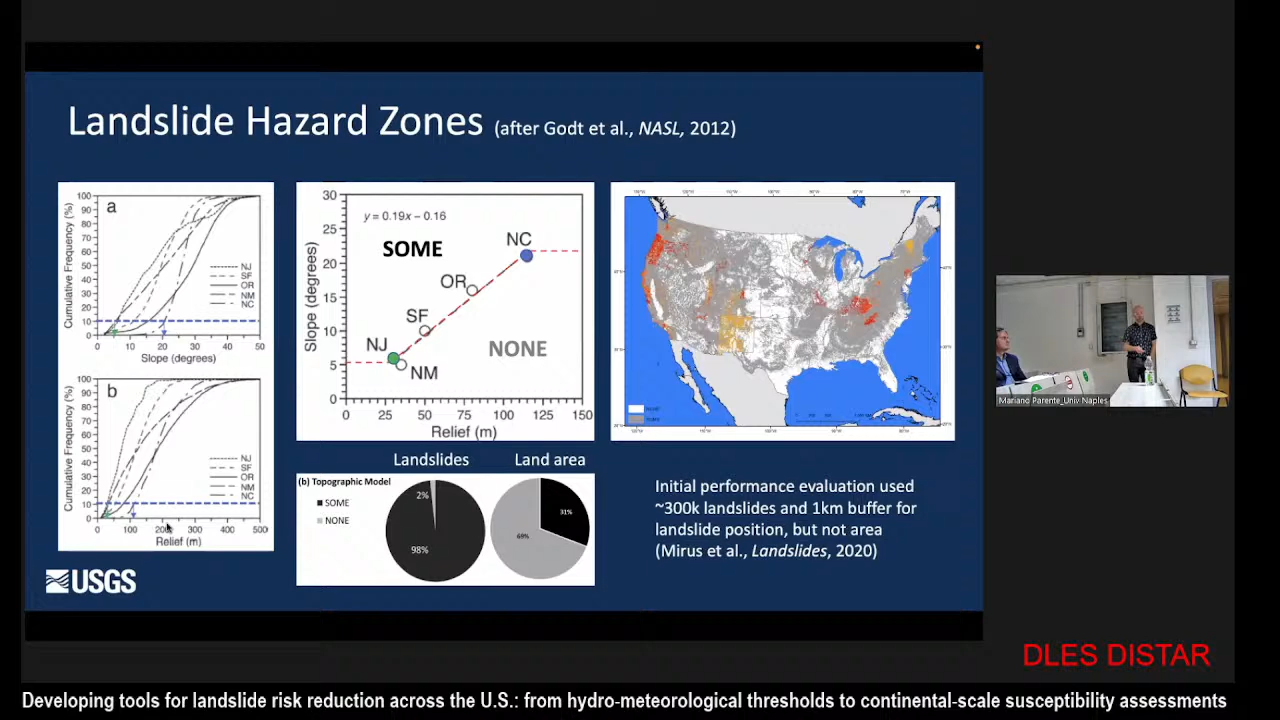 Landslide Hazard Zones (after Godt et al., NASL, 2012)
a
Cumulative Frequency (%)
100
90
80
70
60
50
40
30
20
10
0
NJ
SF
OR
NM
NC
0 10 20 30 40 50
Slope (degrees)
b
Cumulative Frequency (%)
100
90
80
70
60
50
40
30
20
10
0
NJ
SF
OR
NM
NC
0 100 200 300 400 500
Relief (m)
30
25
20
15
10
5
0
Slope (degrees)
y = 0.19x – 0.16
SOME
NC
OR
SF
NJ
NM
NONE
0 25 50 75 100 125 150
Relief (m)
Landslides Land area
(b) Topographic Model
SOME
NONE
2%
98%
31%
69%
Initial performance evaluation used
~300k landslides and 1km buffer for
landslide position, but not area
(Mirus et al., Landslides, 2020)
USGS
Mariano Parente_Univ Naples
DLES DISTAR
Developing tools for landslide risk reduction across the U.S.: from hydro-meteorological thresholds to continental-scale susceptibility assessments